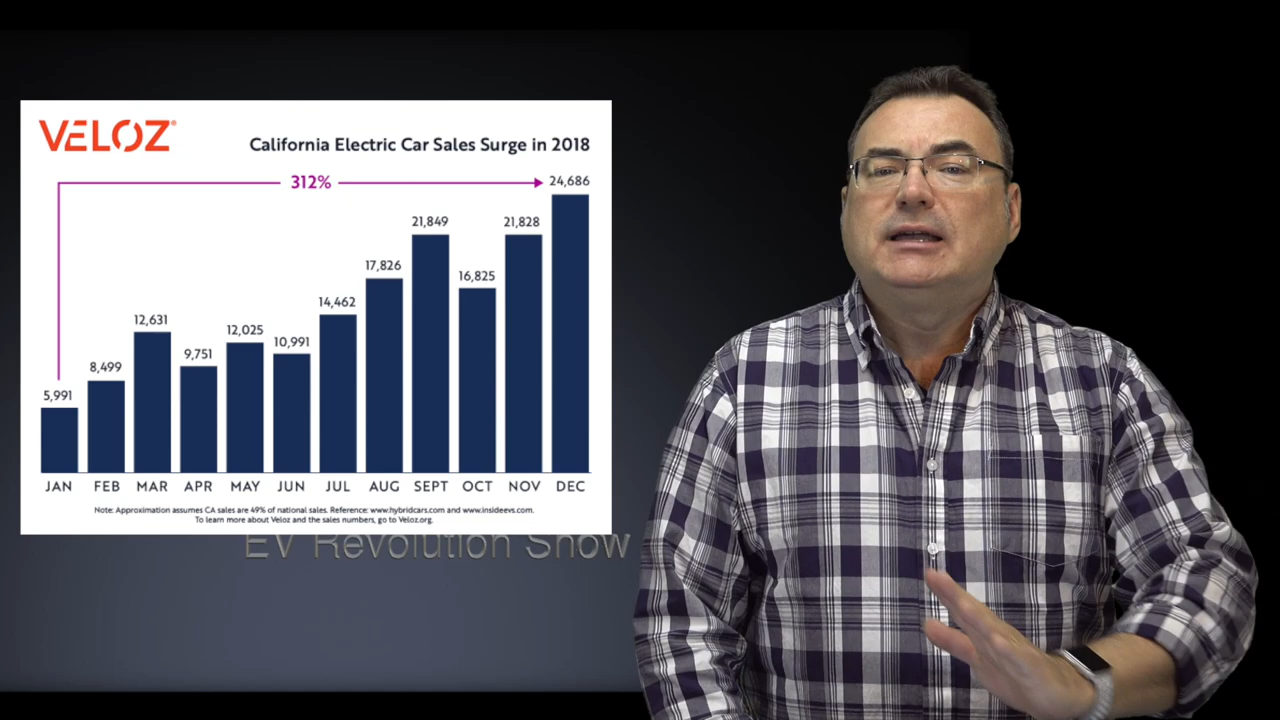 VELOZ®
California Electric Car Sales Surge in 2018
312%
5,991
8,499
12,631
9,751
12,025
10,991
14,462
17,826
21,849
16,825
21,828
24,686
JAN FEB MAR APR MAY JUN JUL AUG SEPT OCT NOV DEC
Note: Approximation assumes CA sales are 49% of national sales. Reference: www.hybridcars.com and www.insideevs.com.
To learn more about Veloz and the sales numbers, go to Veloz.org.
EV Revolution Show